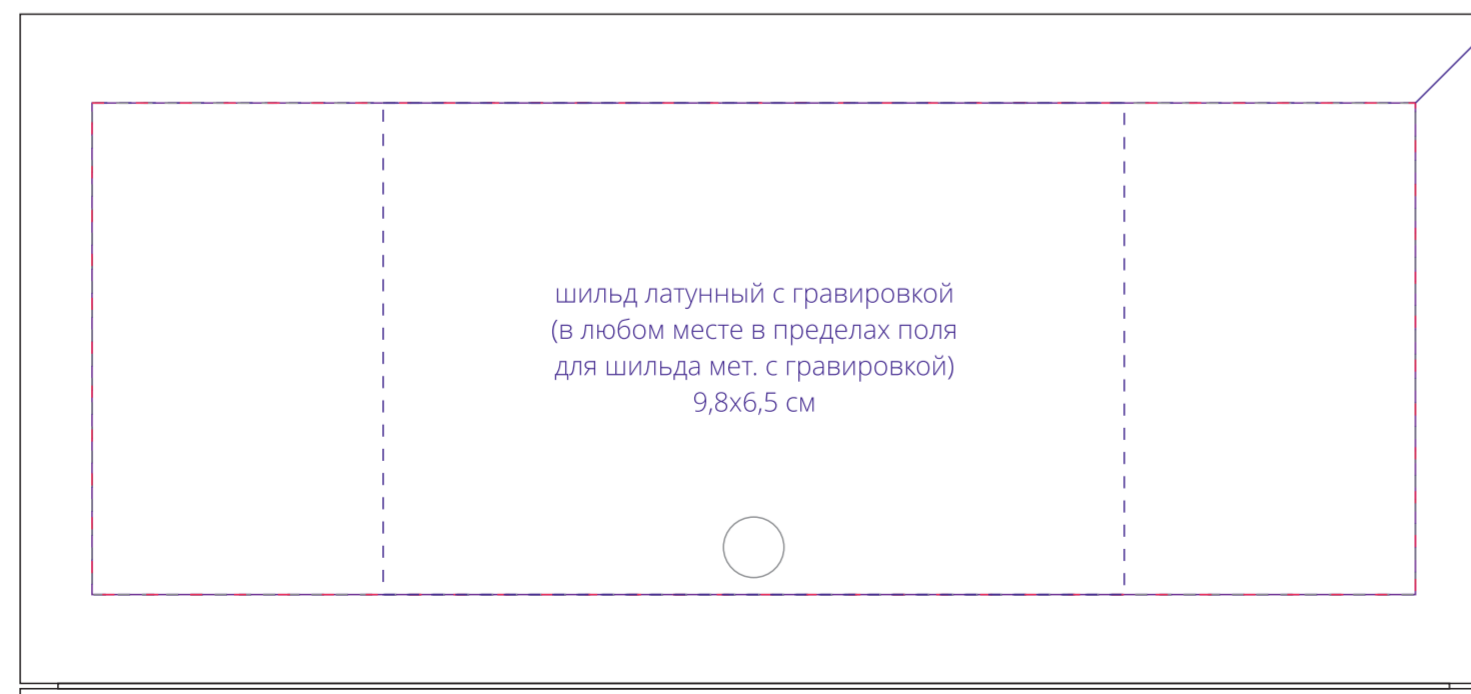 шильд латунный с гравировкой
(в любом месте в пределах поля
для шильда мет. с гравировкой)
9,8х6,5 см